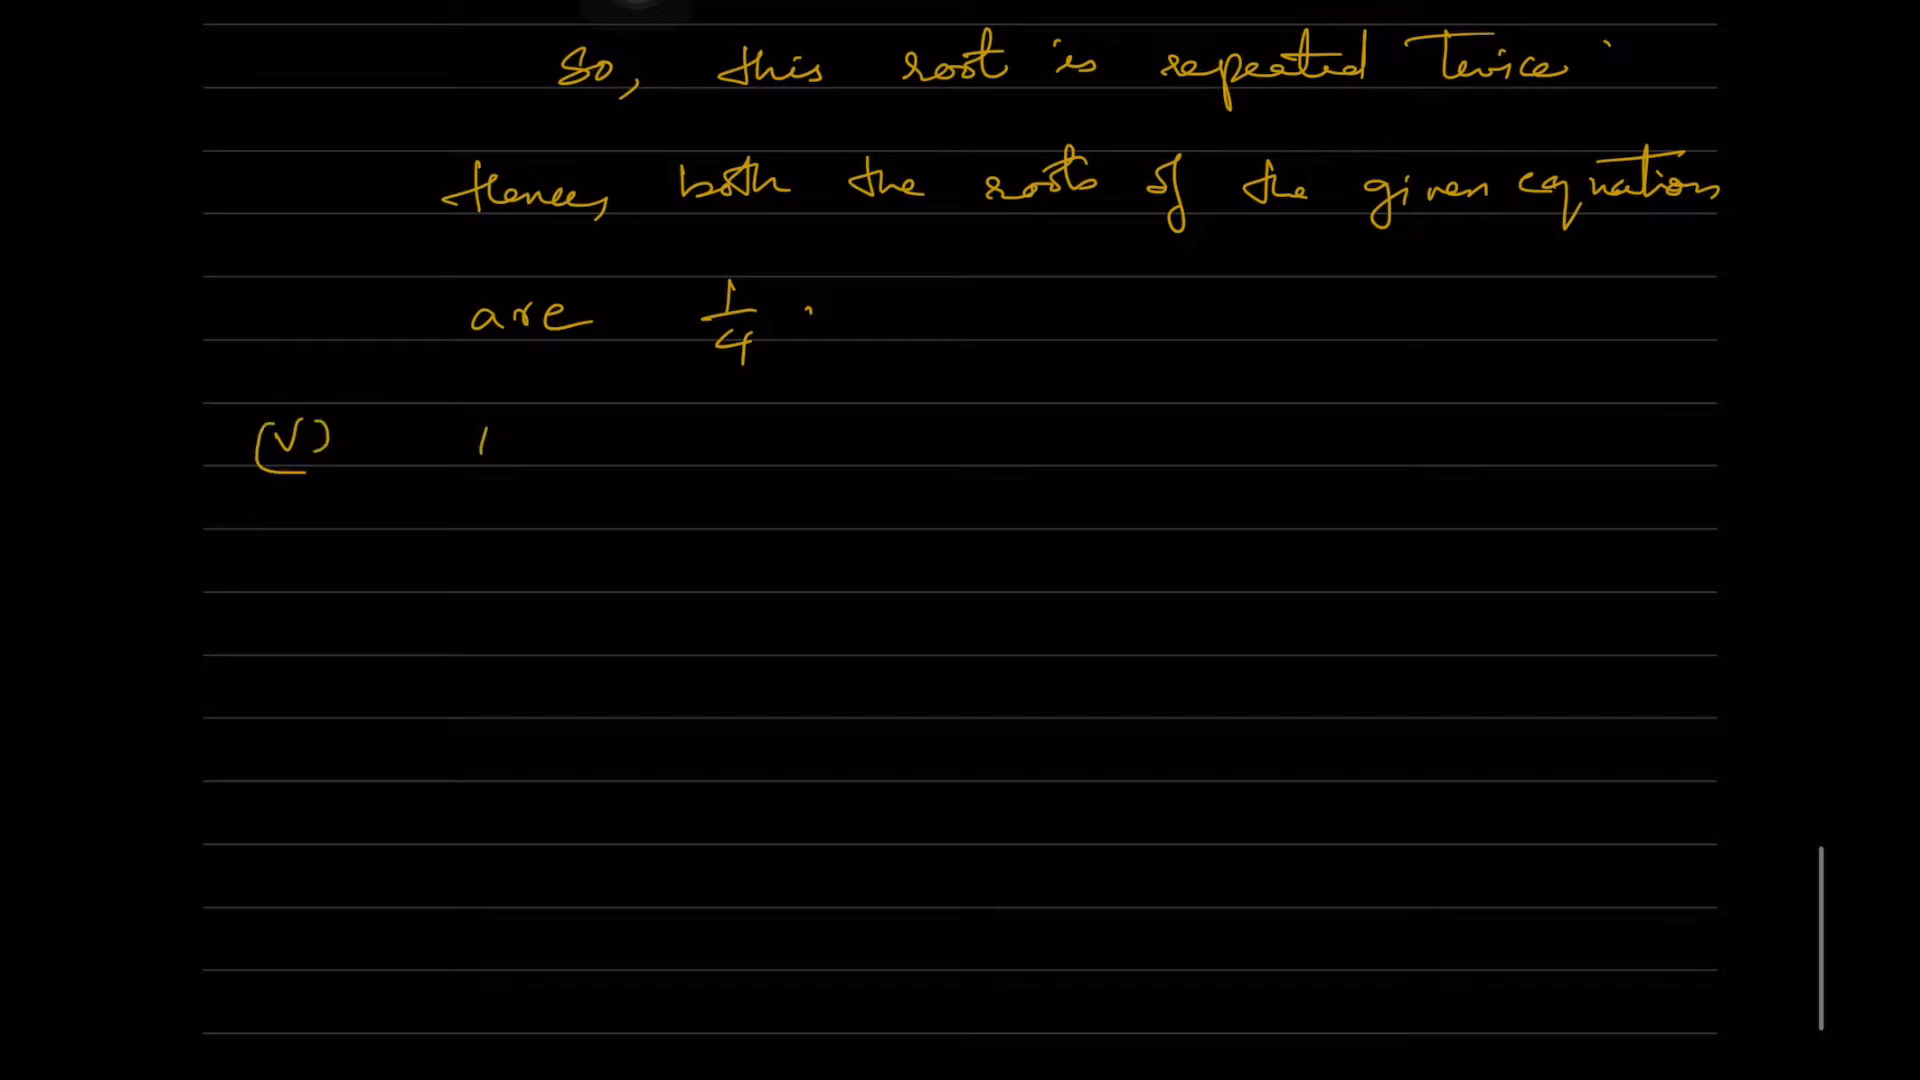 So, this root is repeated Twice.
Hence, both the roots of the given equation
are 1/4.
(V) 1